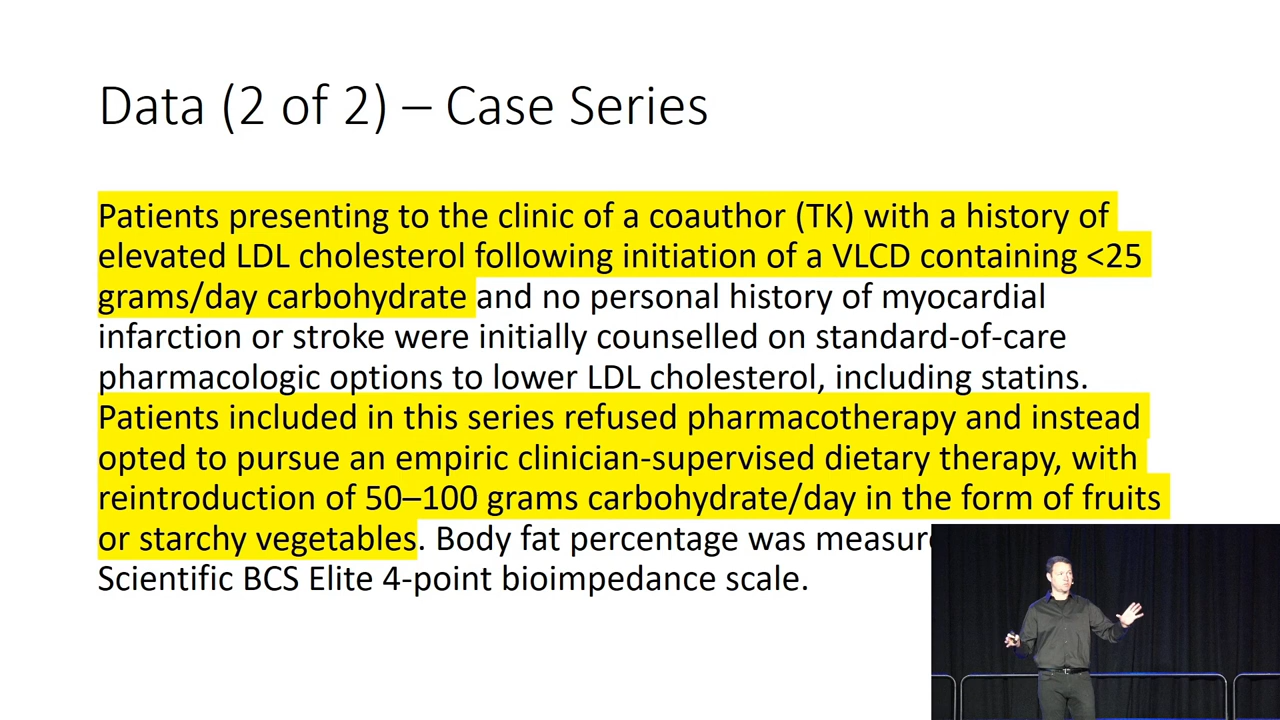 Data (2 of 2) – Case Series
Patients presenting to the clinic of a coauthor (TK) with a history of
elevated LDL cholesterol following initiation of a VLCD containing <25
grams/day carbohydrate and no personal history of myocardial
infarction or stroke were initially counselled on standard-of-care
pharmacologic options to lower LDL cholesterol, including statins.
Patients included in this series refused pharmacotherapy and instead
opted to pursue an empiric clinician-supervised dietary therapy, with
reintroduction of 50–100 grams carbohydrate/day in the form of fruits
or starchy vegetables. Body fat percentage was
Scientific BCS Elite 4-point bioimpedance scale.